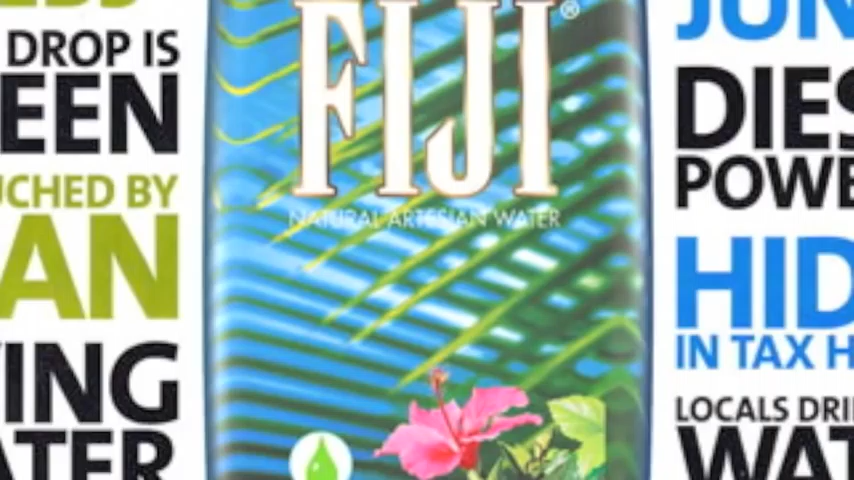 DROP IS
EEN
UCHED BY
AN
ING
ATER
FIJI®
NATURAL ARTESIAN WATER
JUN
DIES
POWE
HID
IN TAX H
LOCALS DRI
WAT